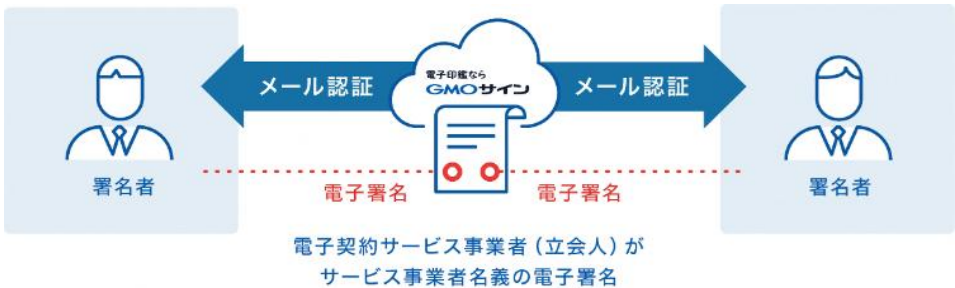 メール認証
電子印鑑なら
GMOサイン
メール認証
署名者
電子署名
電子署名
署名者
電子契約サービス事業者（立会人）が
サービス事業者名義の電子署名